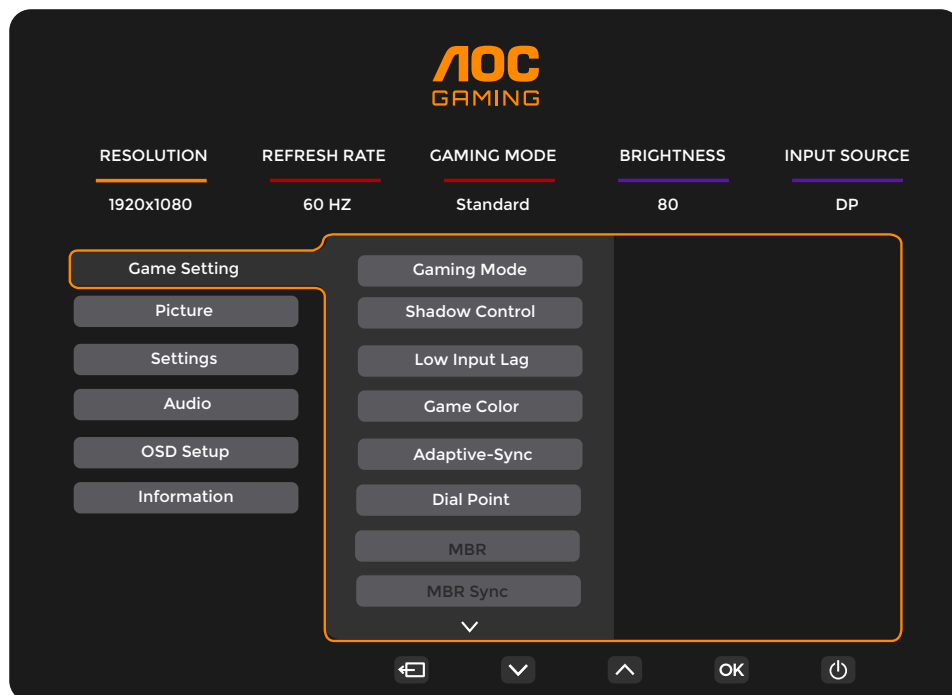 AOC
GAMING
RESOLUTION REFRESH RATE GAMING MODE BRIGHTNESS INPUT SOURCE
1920x1080 60 HZ Standard 80 DP
Game Setting
Picture
Settings
Audio
OSD Setup
Information
Gaming Mode
Shadow Control
Low Input Lag
Game Color
Adaptive-Sync
Dial Point
MBR
MBR Sync
OK